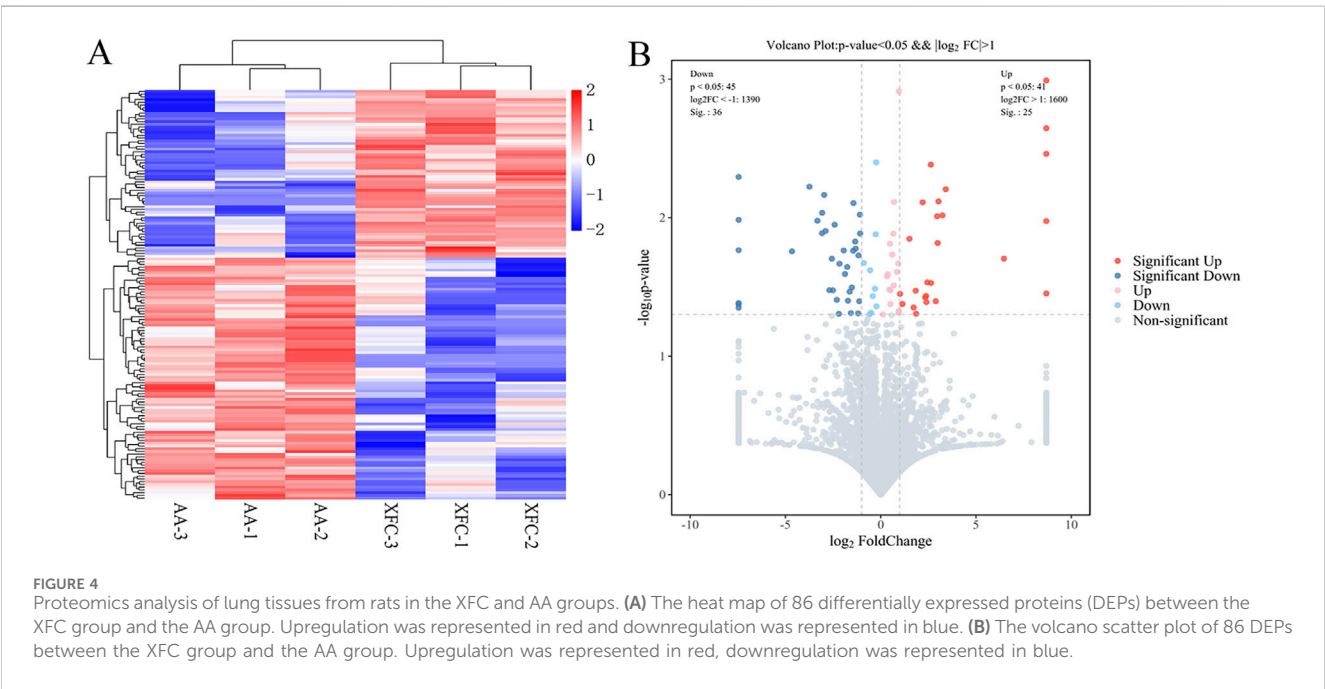 A
2
1
0
−1
−2
AA-3
AA-1
AA-2
XFC-3
XFC-1
XFC-2
B
Volcano Plot:p-value<0.05 && |log2 FC|>1
Down
p < 0.05: 45
log2FC < -1: 1390
Sig. : 36
Up
p < 0.05: 41
log2FC > 1: 1600
Sig. : 25
3
2
1
0
-log10p-value
-10
-5
0
5
10
log2 FoldChange
Significant Up
Significant Down
Up
Down
Non-significant
FIGURE 4
Proteomics analysis of lung tissues from rats in the XFC and AA groups. (A) The heat map of 86 differentially expressed proteins (DEPs) between the
XFC group and the AA group. Upregulation was represented in red and downregulation was represented in blue. (B) The volcano scatter plot of 86 DEPs
between the XFC group and the AA group. Upregulation was represented in red, downregulation was represented in blue.